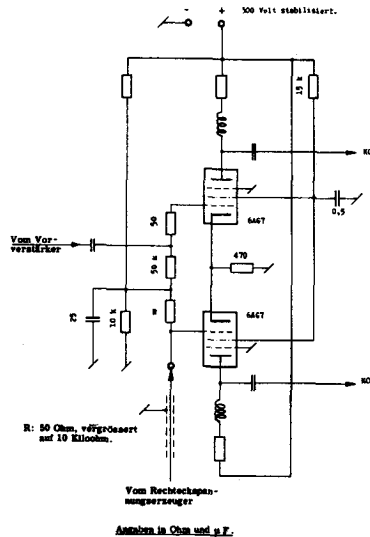 - + 300 Volt stabilisiert.
15 k
KO
6AG7
0,5
50
Vom Vor-
verstärker
50 k
470
25
10 k
R
6AG7
KO
R: 50 Ohm, vergrössert
auf 10 Kiloohm.
Vom Rechteckspan-
nungserzeuger
Angaben in Ohm und µ F.